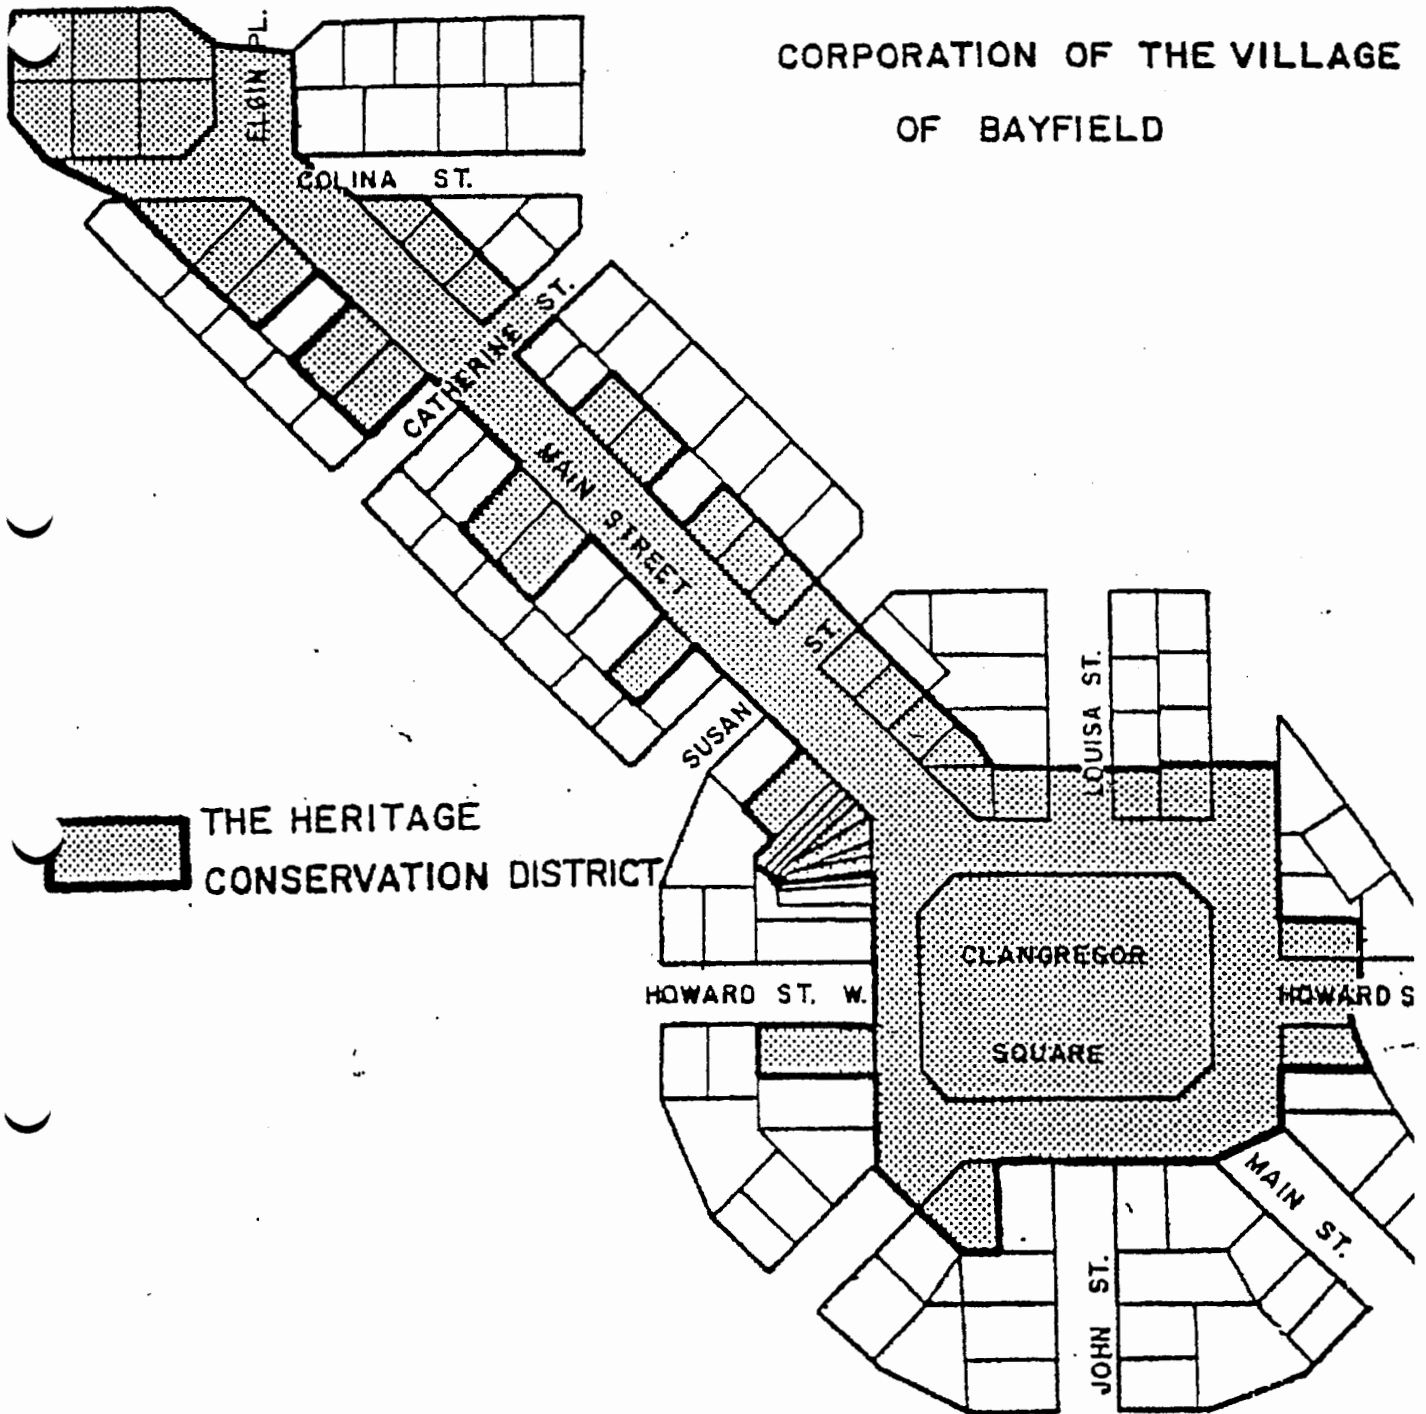 CORPORATION OF THE VILLAGE
OF BAYFIELD
ELGIN PL.
COLINA ST.
CATHERINE ST.
MAIN STREET
SUSAN ST.
LOUISA ST.
THE HERITAGE
CONSERVATION DISTRICT
CLANGREGOR
SQUARE
HOWARD ST. W.
HOWARD S
MAIN ST.
JOHN ST.